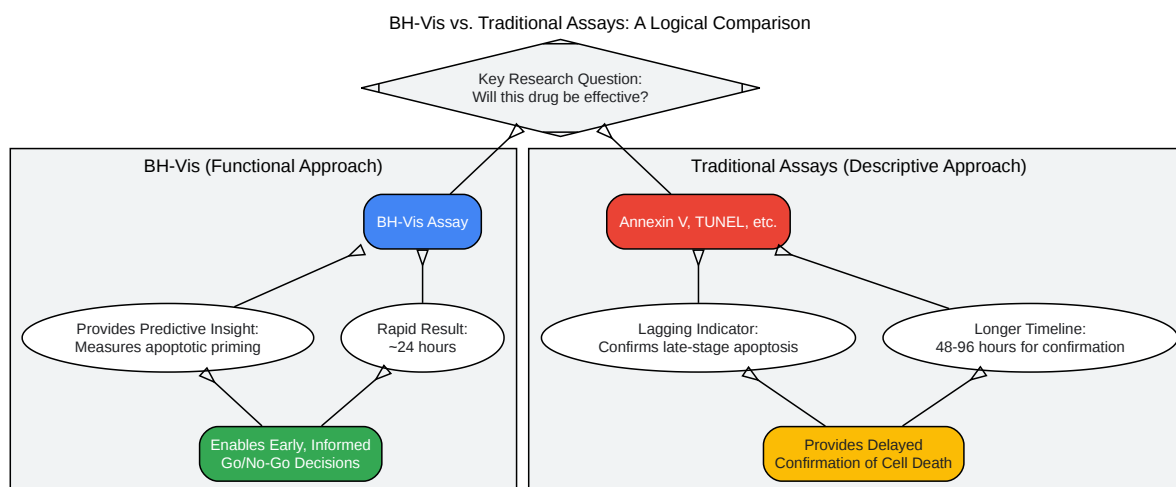 BH-Vis vs. Traditional Assays: A Logical Comparison
Key Research Question:
Will this drug be effective?
BH-Vis (Functional Approach)
BH-Vis Assay
Provides Predictive Insight:
Measures apoptotic priming
Rapid Result:
~24 hours
Enables Early, Informed
Go/No-Go Decisions
Traditional Assays (Descriptive Approach)
Annexin V, TUNEL, etc.
Lagging Indicator:
Confirms late-stage apoptosis
Longer Timeline:
48-96 hours for confirmation
Provides Delayed
Confirmation of Cell Death